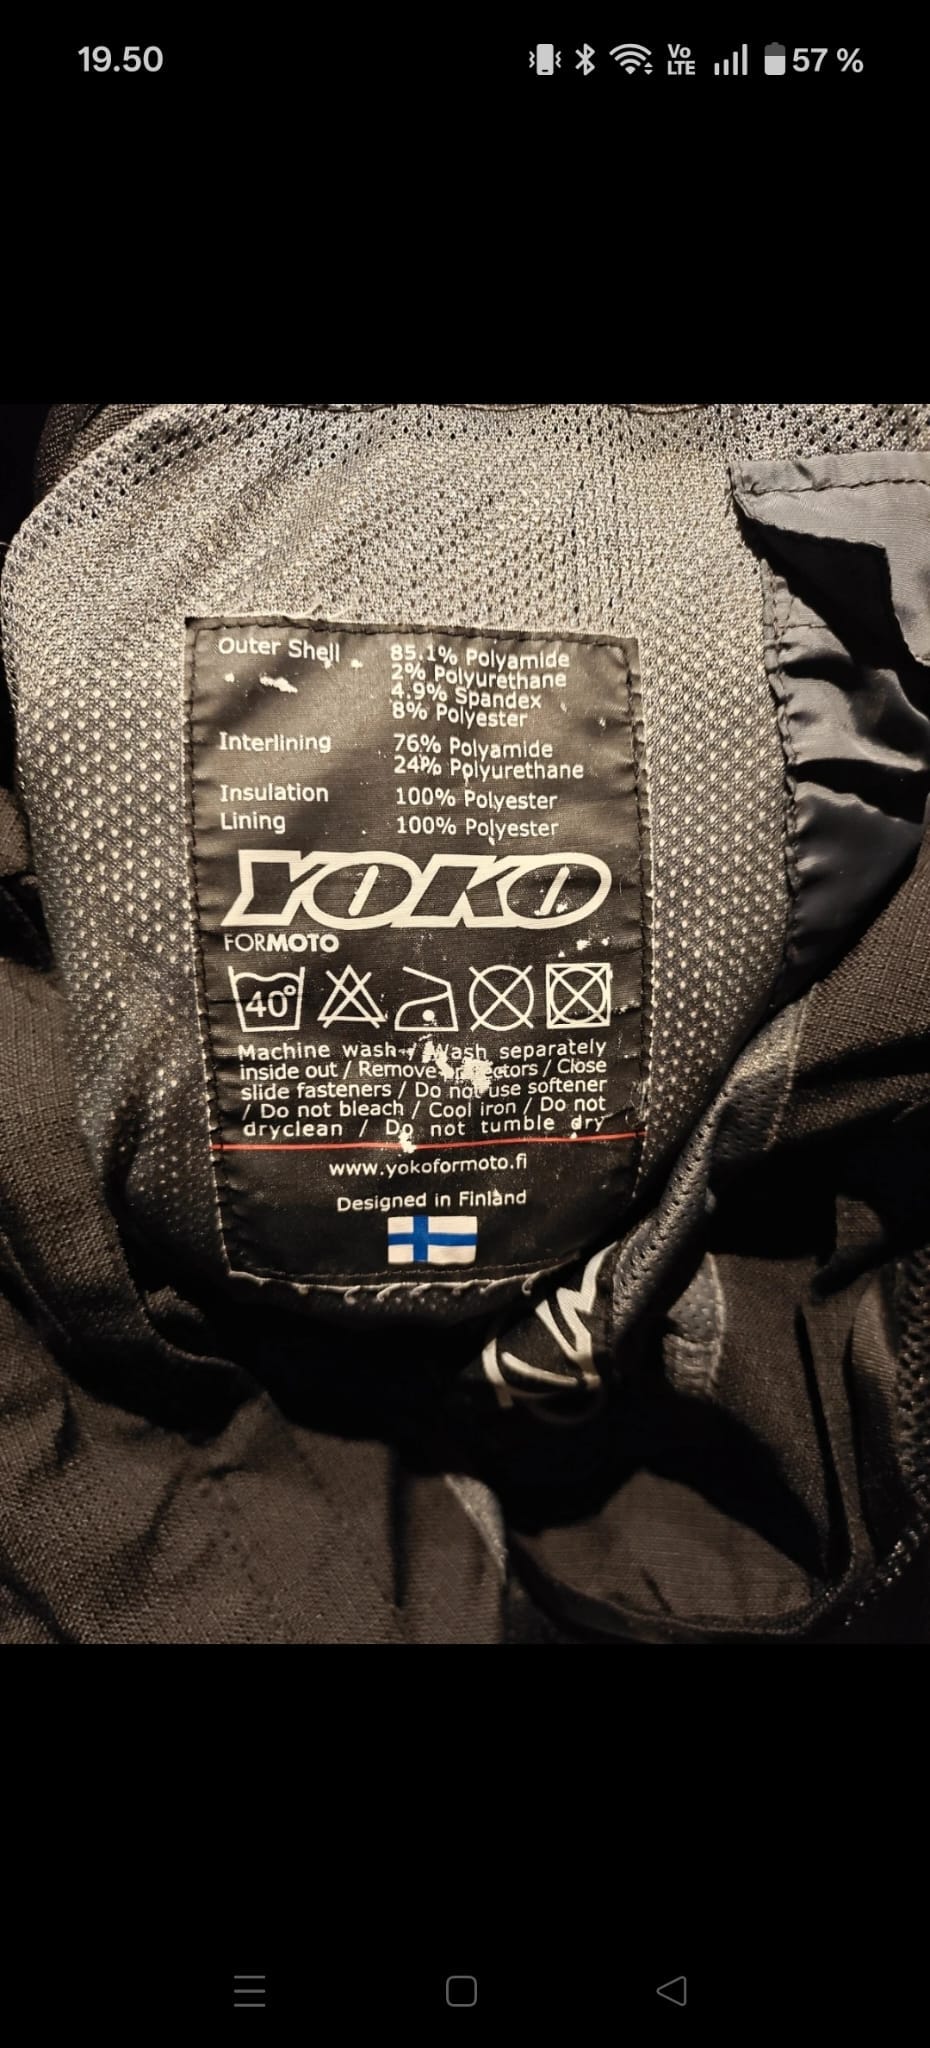 19.50
Vo
LTE
57 %
Outer Shell 85.1% Polyamide
2% Polyurethane
4.9% Spandex
8% Polyester
Interlining 76% Polyamide
24% Polyurethane
Insulation 100% Polyester
Lining 100% Polyester
YOKO
FORMOTO
40°
Machine wash / Wash separately
inside out / Remove protectors / Close
slide fasteners / Do not use softener
/ Do not bleach / Cool iron / Do not
dryclean / Do not tumble dry
www.yokoformoto.fi
Designed in Finland